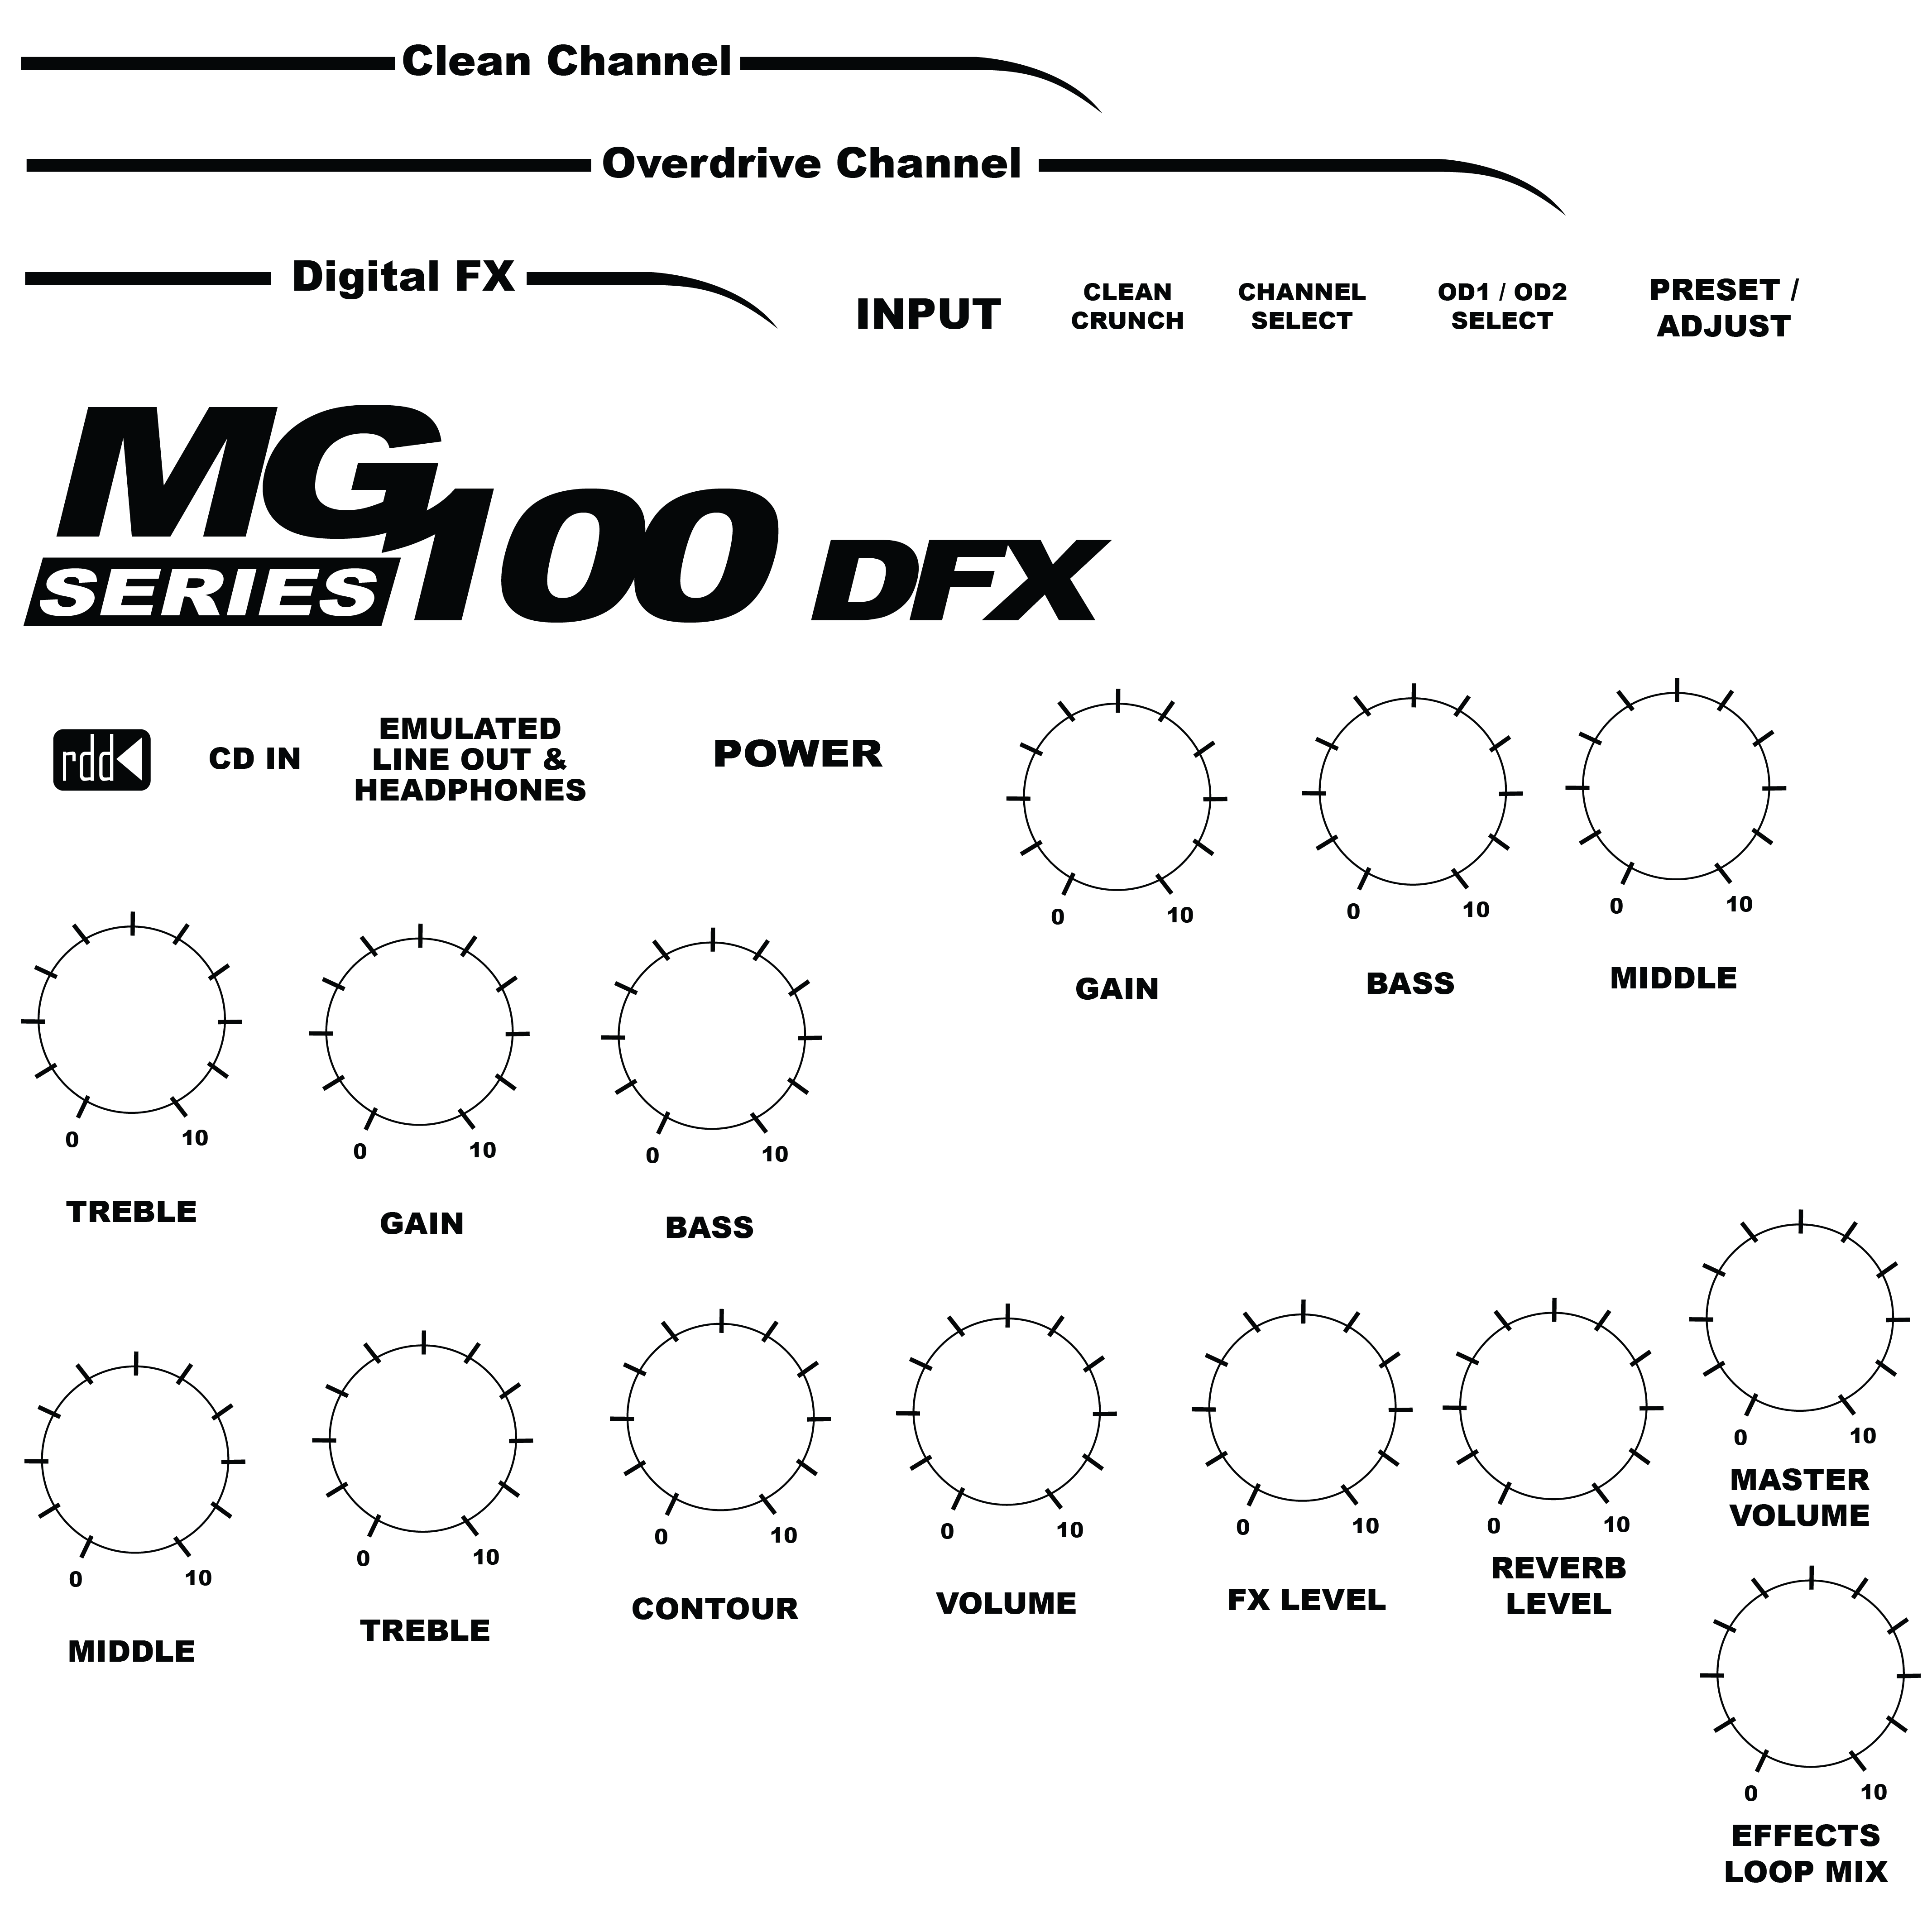 Clean Channel
Overdrive Channel
Digital FX
INPUT
CLEAN
CRUNCH
CHANNEL
SELECT
OD1 / OD2
SELECT
PRESET /
ADJUST
MG
SERIES
100 DFX
rdd
CD IN
EMULATED
LINE OUT &
HEADPHONES
POWER
0 10
GAIN
0 10
BASS
0 10
MIDDLE
0 10
TREBLE
0 10
GAIN
0 10
BASS
0 10
MIDDLE
0 10
TREBLE
0 10
CONTOUR
0 10
VOLUME
0 10
FX LEVEL
0 10
REVERB
LEVEL
0 10
MASTER
VOLUME
0 10
EFFECTS
LOOP MIX